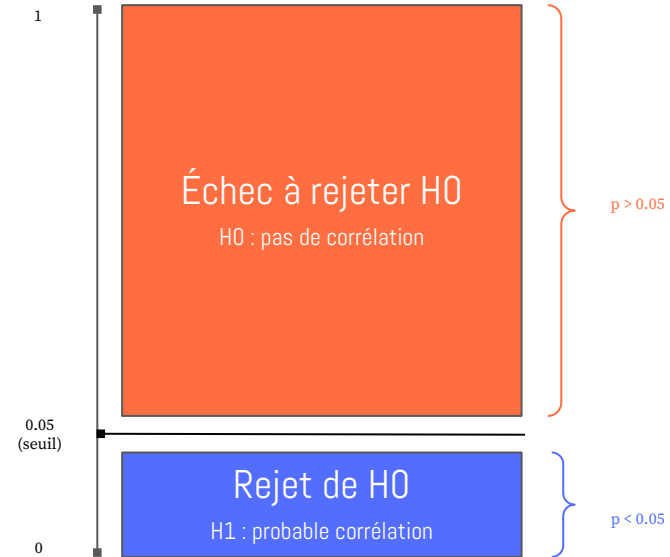 1
Échec à rejeter H0
H0 : pas de corrélation
p > 0.05
0.05
(seuil)
Rejet de H0
H1 : probable corrélation
p < 0.05
0